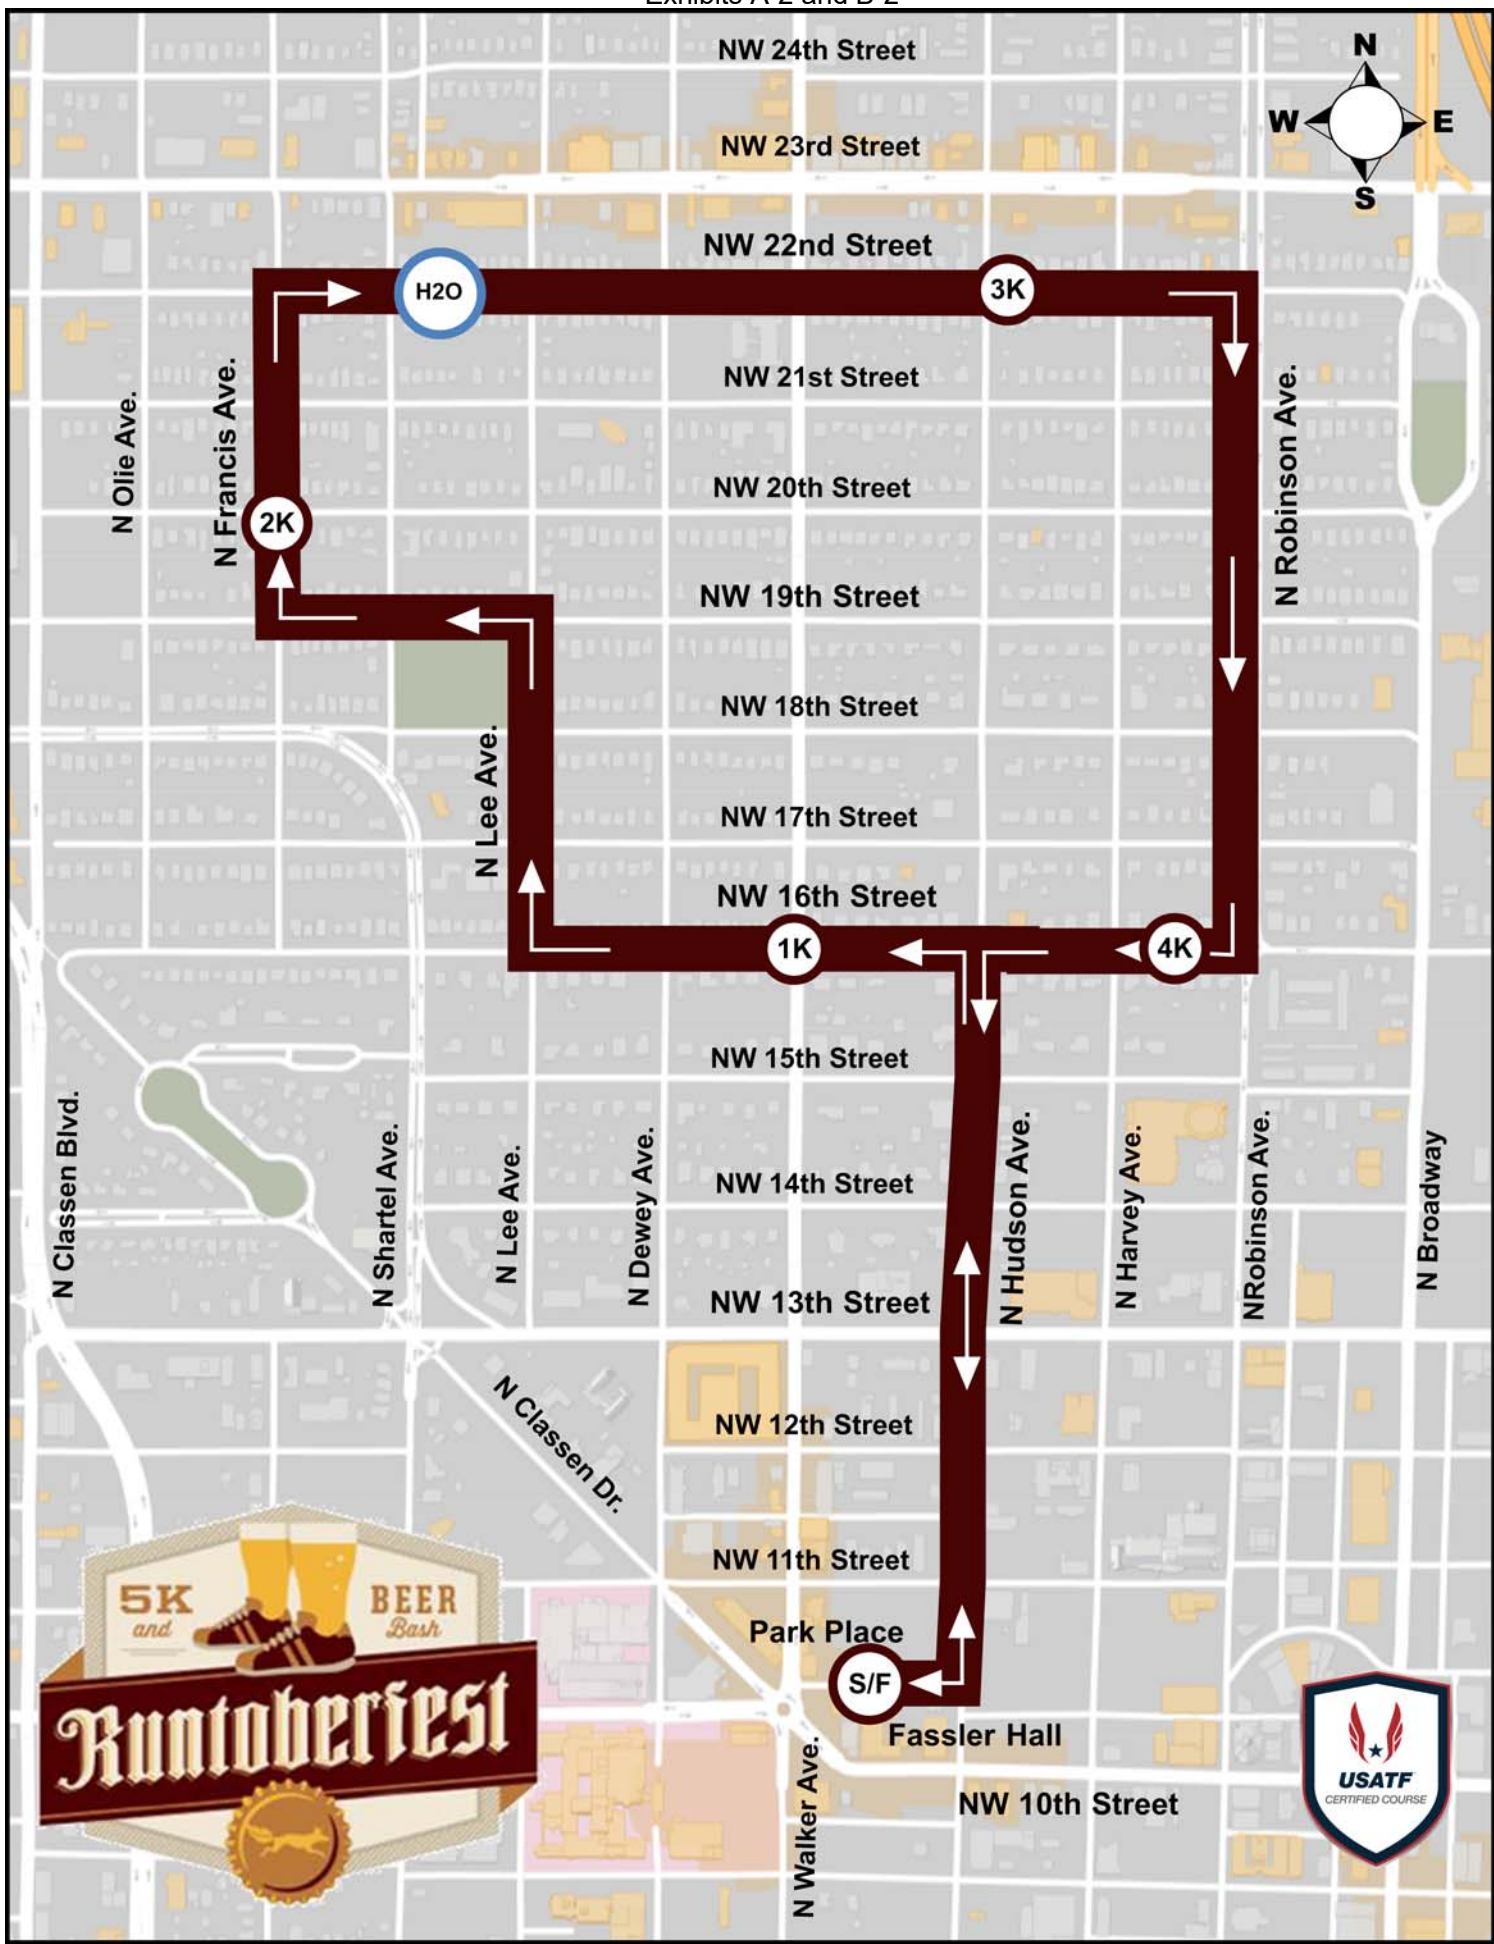 Exhibits A-2 and B-2
NW 24th Street
N
W
E
S
NW 23rd Street
NW 22nd Street
H2O
3K
NW 21st Street
N Olie Ave.
N Francis Ave.
N Robinson Ave.
NW 20th Street
2K
NW 19th Street
NW 18th Street
N Lee Ave.
NW 17th Street
NW 16th Street
1K
4K
NW 15th Street
N Classen Blvd.
N Shartel Ave.
N Lee Ave.
N Dewey Ave.
NW 14th Street
N Hudson Ave.
N Harvey Ave.
NRobinson Ave.
N Broadway
NW 13th Street
N Classen Dr.
NW 12th Street
NW 11th Street
Park Place
S/F
Fassler Hall
NW 10th Street
N Walker Ave.
5K
and
BEER
Bash
Runtoberfest
USATF
CERTIFIED COURSE